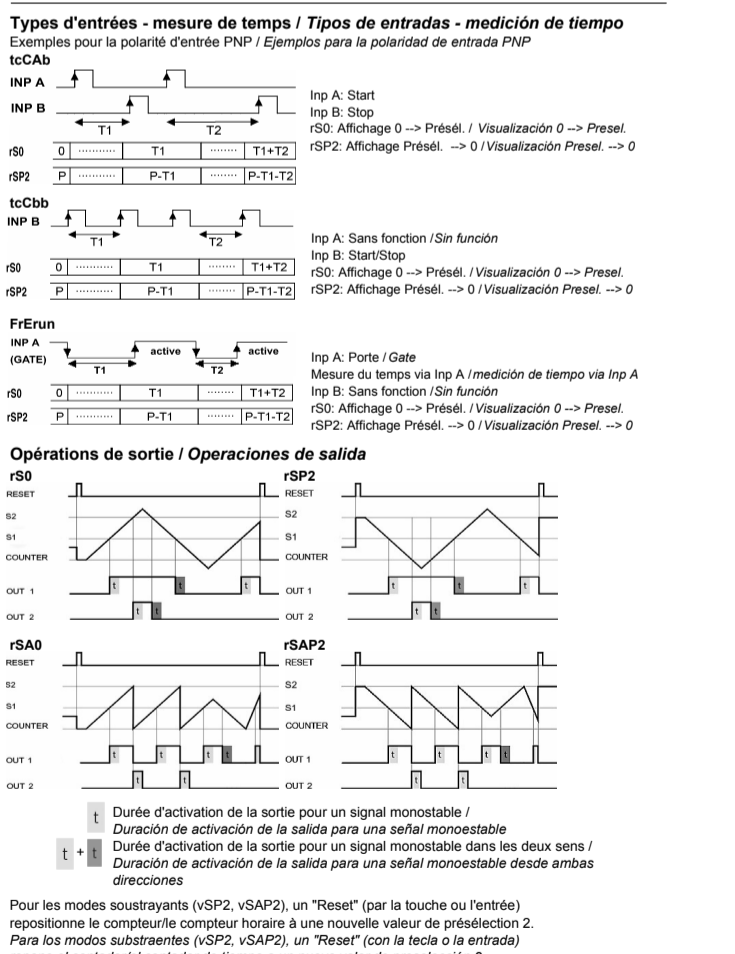 Types d'entrées - mesure de temps / Tipos de entradas - medición de tiempo
Exemples pour la polarité d'entrée PNP / Ejemplos para la polaridad de entrada PNP
tcCAb
INP A
INP B
T1 T2
rS0 0 ........... T1 ........ T1+T2
rSP2 P ........... P-T1 ........ P-T1-T2
Inp A: Start
Inp B: Stop
rS0: Affichage 0 --> Présél. / Visualización 0 --> Presel.
rSP2: Affichage Présél. --> 0 / Visualización Presel. --> 0
tcCbb
INP B
T1 T2
rS0 0 ........... T1 ........ T1+T2
rSP2 P ........... P-T1 ........ P-T1-T2
Inp A: Sans fonction / Sin función
Inp B: Start/Stop
rS0: Affichage 0 --> Présél. / Visualización 0 --> Presel.
rSP2: Affichage Présél. --> 0 / Visualización Presel. --> 0
FrErun
INP A
(GATE)
active active
T1 T2
rS0 0 ........... T1 ........ T1+T2
rSP2 P ........... P-T1 ........ P-T1-T2
Inp A: Porte / Gate
Mesure du temps via Inp A / medición de tiempo via Inp A
Inp B: Sans fonction / Sin función
rS0: Affichage 0 --> Présél. / Visualización 0 --> Presel.
rSP2: Affichage Présél. --> 0 / Visualización Presel. --> 0
Opérations de sortie / Operaciones de salida
rS0
RESET
S2
S1
COUNTER
OUT 1 t t t
OUT 2 t t
rSP2
RESET
S2
S1
COUNTER
OUT 1 t t t
OUT 2 t t
rSA0
RESET
S2
S1
COUNTER
OUT 1 t t t t
OUT 2 t t
rSAP2
RESET
S2
S1
COUNTER
OUT 1 t t t t
OUT 2 t t
t Durée d'activation de la sortie pour un signal monostable /
Duración de activación de la salida para una señal monoestable
t + t Durée d'activation de la sortie pour un signal monostable dans les deux sens /
Duración de activación de la salida para una señal monoestable desde ambas
direcciones
Pour les modes soustrayants (vSP2, vSAP2), un "Reset" (par la touche ou l'entrée)
repositionne le compteur/le compteur horaire à une nouvelle valeur de présélection 2.
Para los modos substraentes (vSP2, vSAP2), un "Reset" (con la tecla o la entrada)